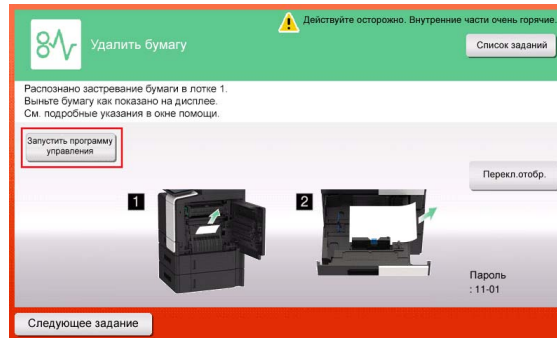 Действуйте осторожно. Внутренние части очень горячие.
Удалить бумагу
Список заданий
Распознано застревание бумаги в лотке 1.
Выньте бумагу как показано на дисплее.
См. подробные указания в окне помощи.
Запустить программу
управления
Перекл.отобр.
1
2
Пароль
: 11-01
Следующее задание